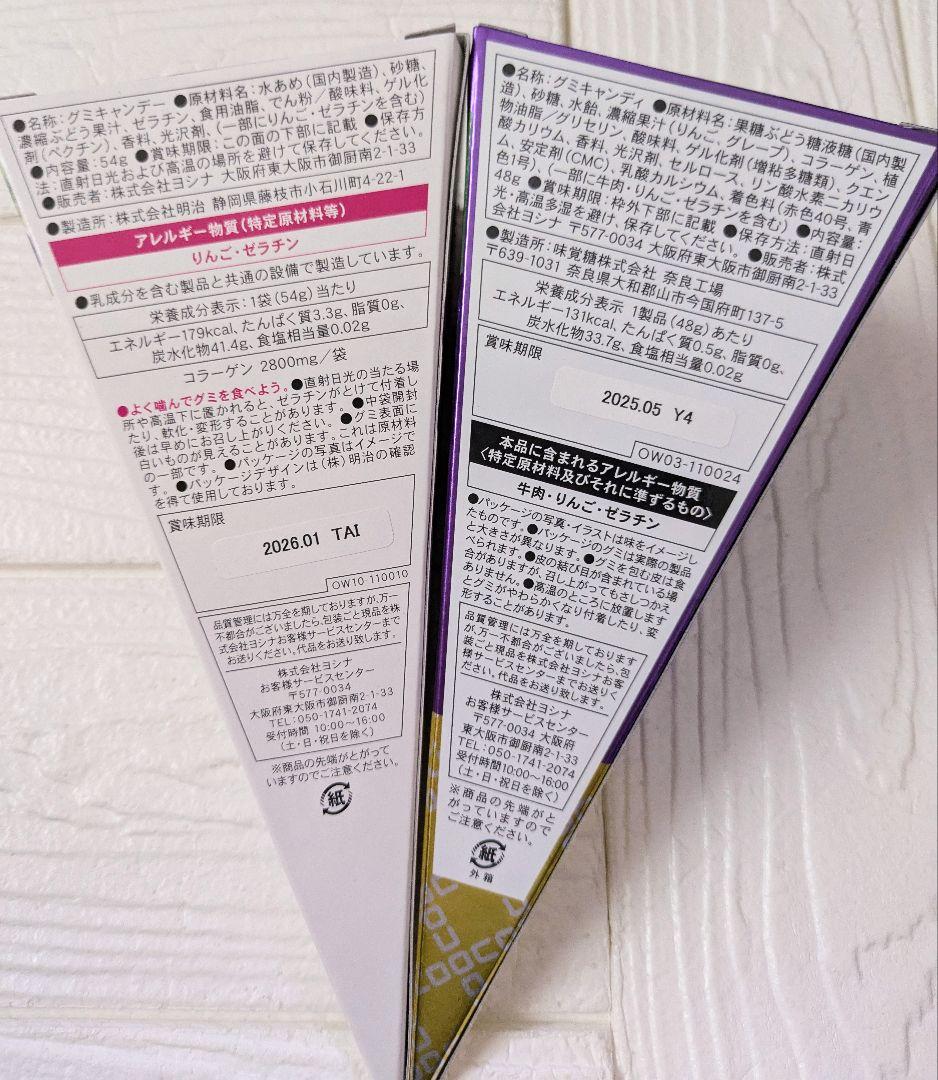 ●名称:グミキャンデー ●原材料名:水あめ(国内製造)、砂糖、
濃縮ぶどう果汁、ゼラチン、食用油脂、でん粉/酸味料、ゲル化
剤(ペクチン)、香料、光沢剤、(一部にりんご・ゼラチンを含む)
●内容量:54g ●賞味期限:この面の下部に記載 ●保存方
法:直射日光および高温の場所を避けて保存してください。
●販売者:株式会社ヨシナ 大阪府東大阪市御厨南2-1-33
●製造所:株式会社明治 静岡県藤枝市小石川町4-22-1
アレルギー物質(特定原材料等)
りんご・ゼラチン
●乳成分を含む製品と共通の設備で製造しています。
栄養成分表示:1袋(54g)当たり
エネルギー179kcal、たんぱく質3.3g、脂質0g、
炭水化物41.4g、食塩相当量0.02g
コラーゲン 2800mg/袋
●よく噛んでグミを食べよう。●直射日光の当たる場
所や高温下に置かれると、ゼラチンがとけて付着し
たり、軟化・変形することがあります。●中袋開封
後は早めにお召し上がりください。●グミ表面に
白いものが見えることがあります。これは原材料
の一部です。●パッケージの写真はイメージで
す。●パッケージデザインは(株)明治の確認
を得て使用しております。
賞味期限
2026.01 TAI
OW10-110010
品質管理には万全を期しておりますが、万一
不都合がございましたら、包装ごと現品を株
式会社ヨシナお客様サービスセンターまで
お送りください。代品をお送り致します。
株式会社ヨシナ
お客様サービスセンター
〒577-0034
大阪府東大阪市御厨南2-1-33
TEL:050-1741-2074
受付時間 10:00〜16:00
(土・日・祝日を除く)
※商品の先端がとがって
いますのでご注意ください。
紙
●名称:グミキャンディ ●原材料名:果糖ぶどう糖液糖(国内製
造)、砂糖、水飴、濃縮果汁(りんご、グレープ)、コラーゲン、植
物油脂/グリセリン、酸味料、ゲル化剤(増粘多糖類)、クエン
酸カリウム、香料、光沢剤、セルロース、リン酸水素二カリウ
ム、安定剤(CMC)、乳酸カルシウム、着色料(赤色40号、青
色1号)、(一部に牛肉・りんご・ゼラチンを含む) ●内容量:
48g ●賞味期限:枠外下部に記載 ●保存方法:直射日
光・高温多湿を避け、保存してください。●販売者:株式
会社ヨシナ 〒577-0034 大阪府東大阪市御厨南2-1-33
●製造所:味覚糖株式会社 奈良工場
〒639-1031 奈良県大和郡山市今国府町137-5
栄養成分表示 1製品(48g)あたり
エネルギー131kcal、たんぱく質0.5g、脂質0g、
炭水化物33.7g、食塩相当量0.02g
賞味期限
2025.05 Y4
OW03-110024
本品に含まれるアレルギー物質
〈特定原材料及びそれに準ずるもの〉
牛肉・りんご・ゼラチン
●パッケージの写真・イラストは味をイメージし
たものです。●パッケージのグミは実際の製品
と大きさが異なります。●グミを包む皮は食
べられます。●皮の結び目が含まれている場
合がありますが、召し上がってもさしつかえ
ありません。●高温のところに放置します
とグミがやわらかくなり付着したり、変
形することがあります。
品質管理には万全を期しております
が、万一不都合がございましたら、包
装ごと現品を株式会社ヨシナお客
様サービスセンターまでお送りく
ださい。代品をお送り致します。
株式会社ヨシナ
お客様サービスセンター
〒577-0034 大阪府
東大阪市御厨南2-1-33
TEL:050-1741-2074
受付時間10:00〜16:00
(土・日・祝日を除く)
※商品の先端がと
がっていますので
ご注意ください。
紙
外箱